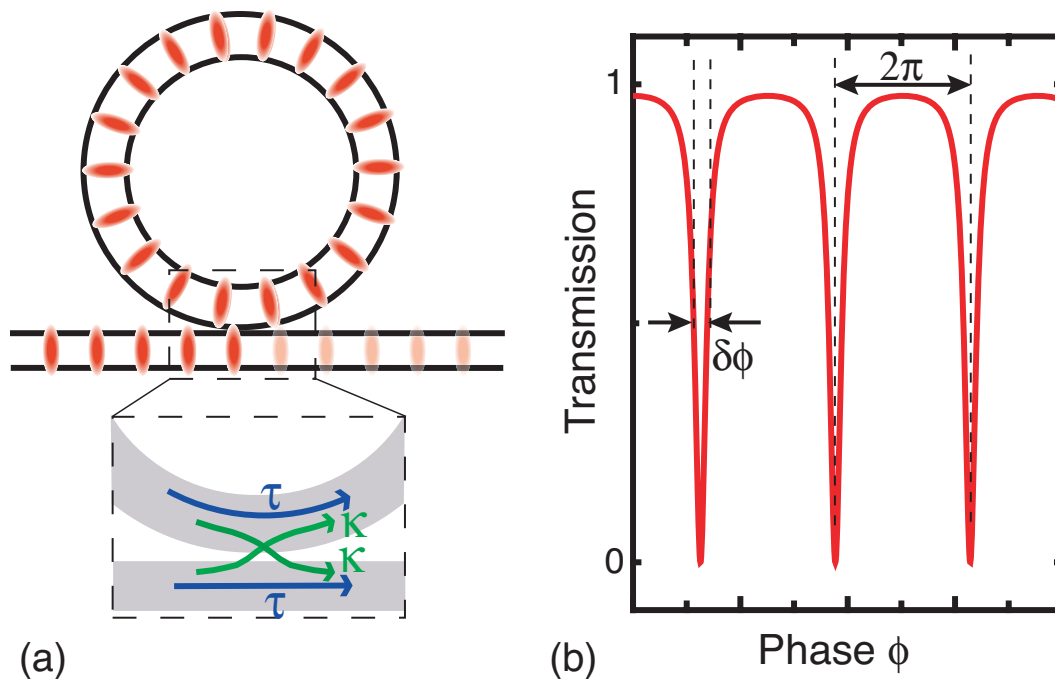 τ
κ
κ
τ
(a)
1
2π
Transmission
δϕ
0
Phase ϕ
(b)